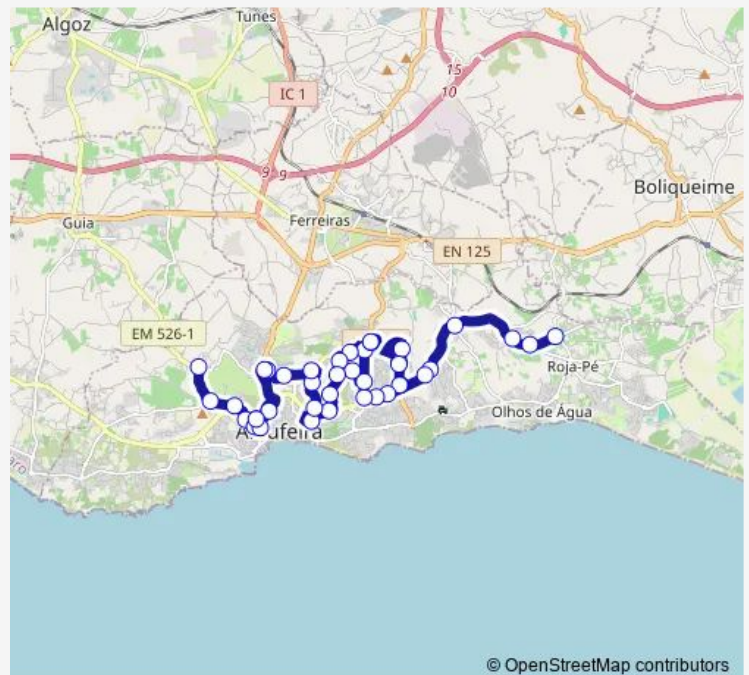 Algoz
Tunes
IC 1
15
10
9 9
Boliqueime
Guia
Ferreiras
EN 125
EM 526-1
Roja-Pé
Olhos de Água
© OpenStreetMap contributors